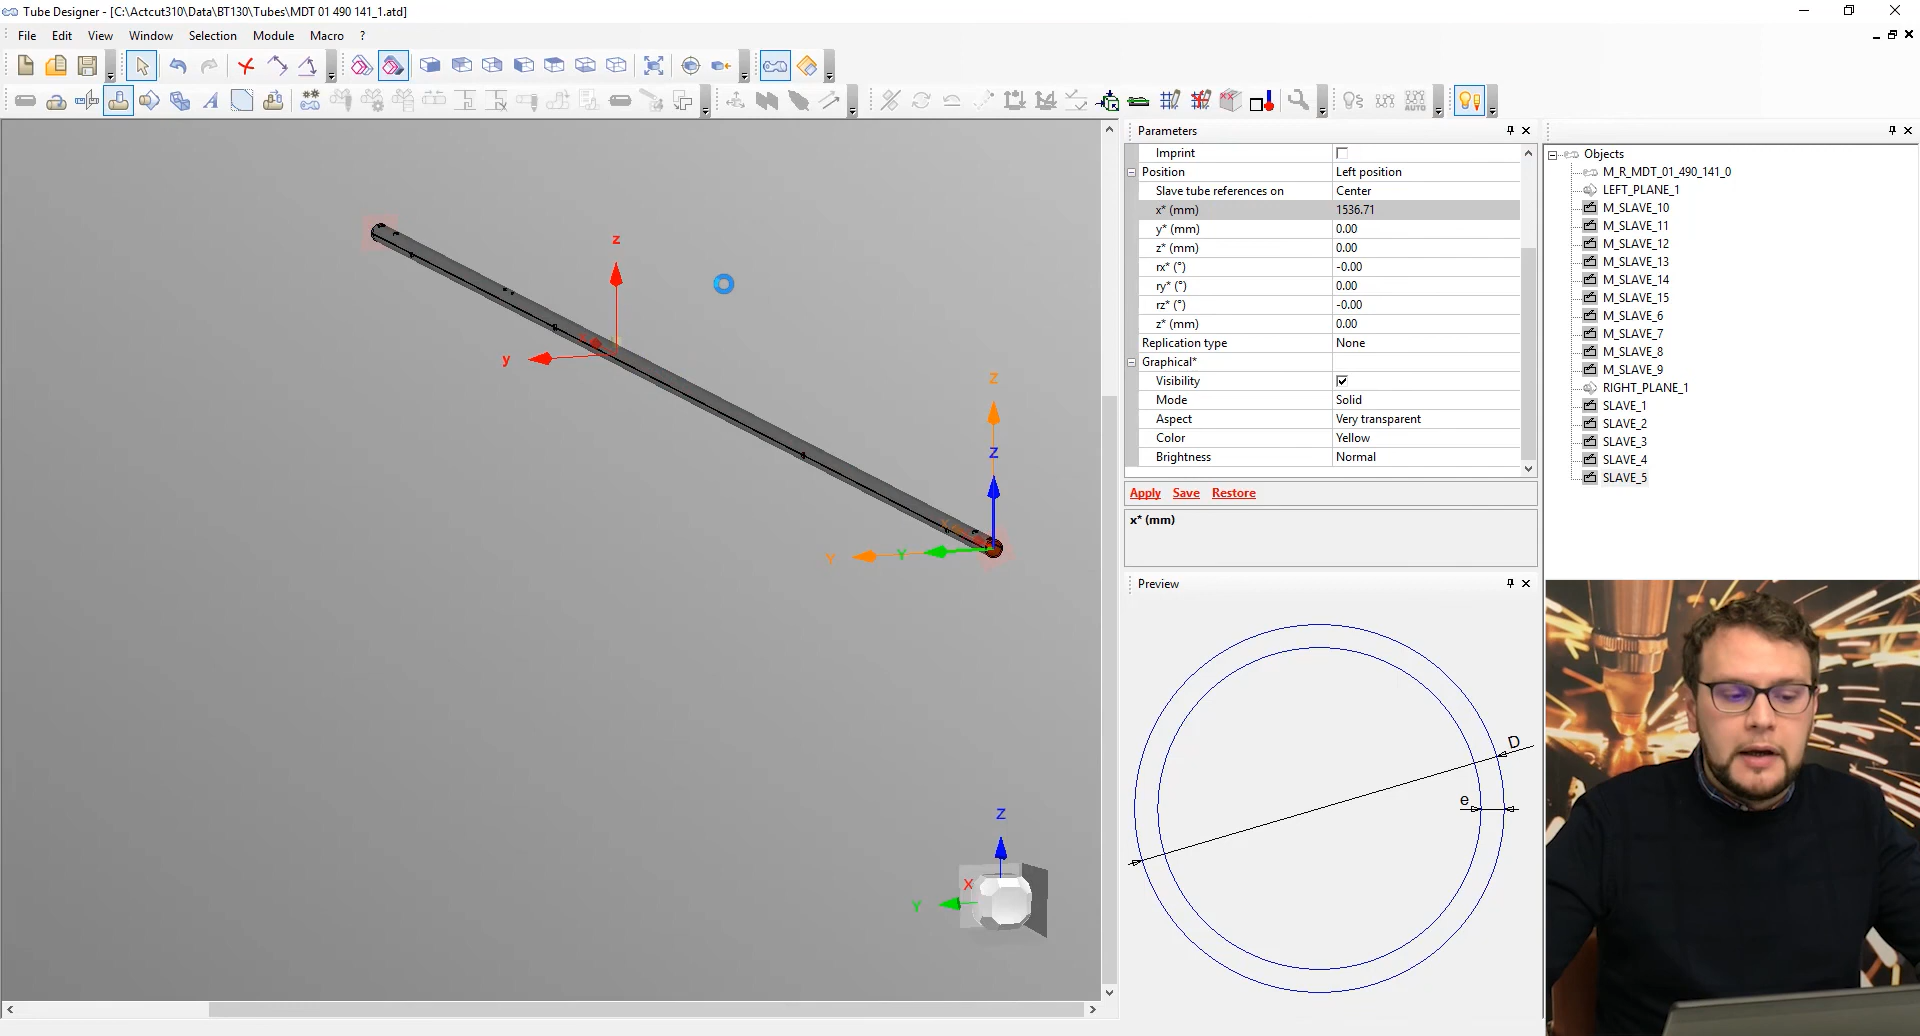 Tube Designer - [C:\Actcut310\Data\BT130\Tubes\MDT 01 490 141_1.atd]
File Edit View Window Selection Module Macro ?
A
AUTO
z
y
Z
Z
Y
Y
Z
X
Y
Parameters
Imprint
Position Left position
Slave tube references on Center
x* (mm) 1536.71
y* (mm) 0.00
z* (mm) 0.00
rx* (°) -0.00
ry* (°) 0.00
rz* (°) -0.00
z* (mm) 0.00
Replication type None
Graphical*
Visibility
Mode Solid
Aspect Very transparent
Color Yellow
Brightness Normal
Apply Save Restore
x* (mm)
Preview
D
e
Objects
M_R_MDT_01_490_141_0
LEFT_PLANE_1
M_SLAVE_10
M_SLAVE_11
M_SLAVE_12
M_SLAVE_13
M_SLAVE_14
M_SLAVE_15
M_SLAVE_6
M_SLAVE_7
M_SLAVE_8
M_SLAVE_9
RIGHT_PLANE_1
SLAVE_1
SLAVE_2
SLAVE_3
SLAVE_4
SLAVE_5